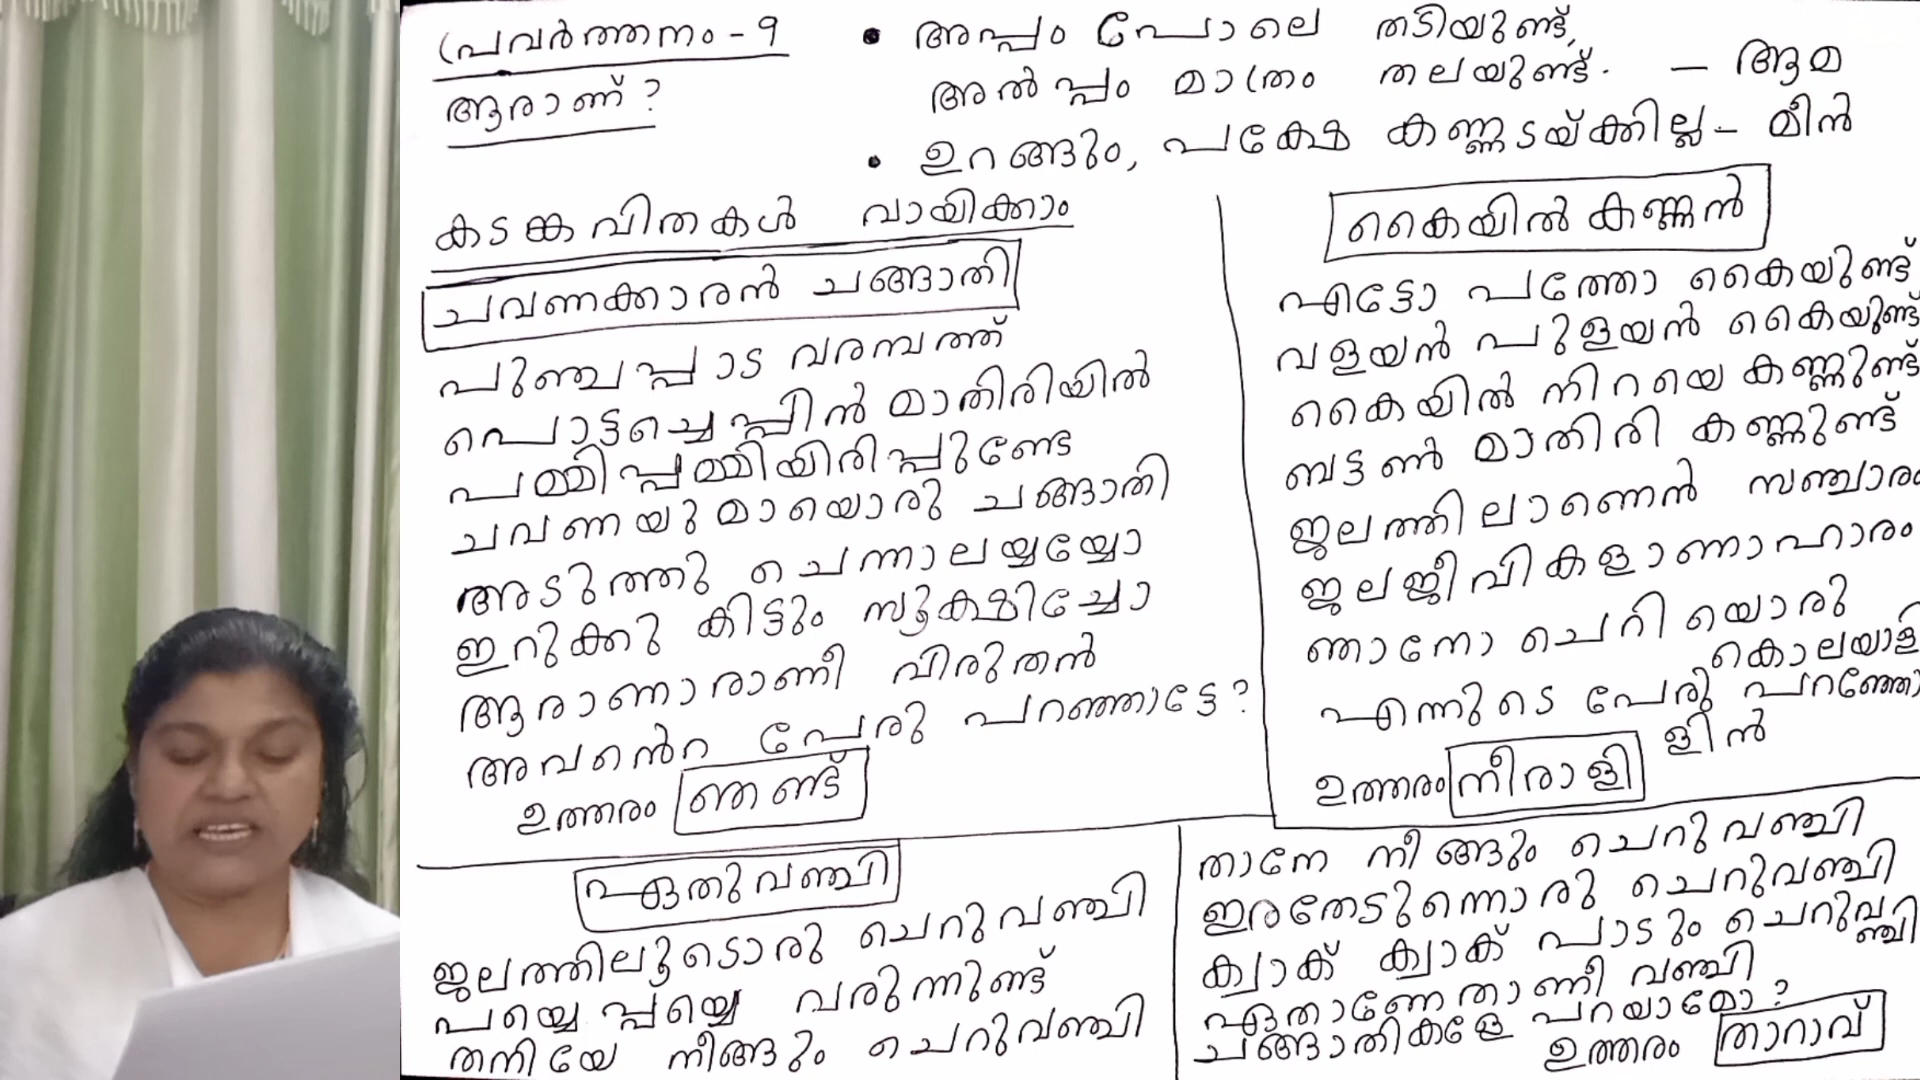 പ്രവർത്തനം - 9
ആരാണ് ?
• അപ്പം പോലെ തടിയുണ്ട്,
അൽപ്പം മാത്രം തലയുണ്ട്. - ആമ
• ഉറങ്ങും, പക്ഷേ കണ്ണടയ്ക്കില്ല - മീൻ
കടങ്കവിതകൾ വായിക്കാം
ചവണക്കാരൻ ചങ്ങാതി
പുഞ്ചപ്പാട വരമ്പത്ത്
പൊട്ടച്ചെപ്പിൻ മാതിരിയിൽ
പമ്മിപ്പമ്മിയിരിപ്പുണ്ടേ
ചവണയുമായൊരു ചങ്ങാതി
അടുത്തു ചെന്നാലയ്യയ്യോ
ഇറുക്കു കിട്ടും സൂക്ഷിച്ചോ
ആരാണാരാണീ വിരുതൻ
അവൻെറ പേരു പറഞ്ഞാട്ടേ ?
ഉത്തരം ഞണ്ട്
കൈയിൽ കണ്ണൻ
എട്ടോ പത്തോ കൈയുണ്ട്
വളയൻ പുളയൻ കൈയുണ്ട്
കൈയിൽ നിറയെ കണ്ണുണ്ട്
ബട്ടൺ മാതിരി കണ്ണുണ്ട്
ജലത്തിലാണെൻ സഞ്ചാരം
ജലജീവികളാണാഹാരം
ഞാനോ ചെറിയൊരു
കൊലയാളി
എന്നുടെ പേരു പറഞ്ഞോ
ളിൻ
ഉത്തരം നീരാളി
ഏതുവഞ്ചി
ജലത്തിലൂടൊരു ചെറുവഞ്ചി
പയ്യെപ്പയ്യെ വരുന്നുണ്ട്
തനിയേ നീങ്ങും ചെറുവഞ്ചി
താനേ നീങ്ങും ചെറുവഞ്ചി
ഇരതേടുന്നൊരു ചെറുവഞ്ചി
ക്വാക് ക്വാക് പാടും ചെറുവഞ്ചി
ഏതാണേതാണീ വഞ്ചി
ചങ്ങാതികളേ പറയാമോ ?
ഉത്തരം താറാവ്